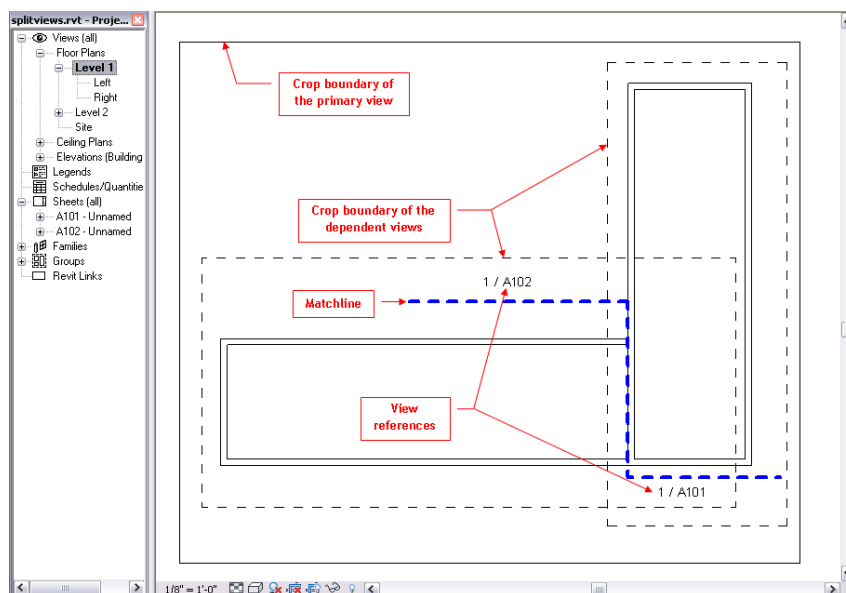 splitviews.rvt - Proje...
Views (all)
Floor Plans
Level 1
Left
Right
Level 2
Site
Ceiling Plans
Elevations (Building
Legends
Schedules/Quantitie
Sheets (all)
A101 - Unnamed
A102 - Unnamed
Families
Groups
Revit Links
Crop boundary of
the primary view
Crop boundary of the
dependent views
1 / A102
Matchline
View
references
1 / A101
1/8" = 1'-0"